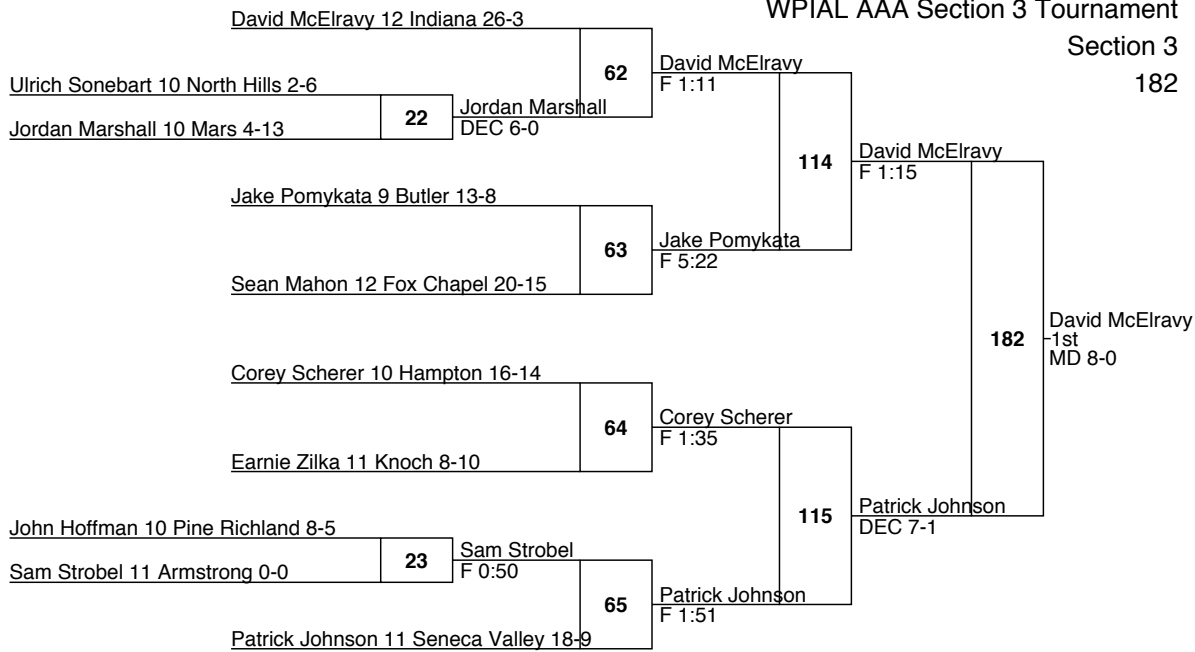 WPIAL AAA Section 3 Tournament
Section 3
182
David McElravy 12 Indiana 26-3
62
David McElravy
F 1:11
Ulrich Sonebart 10 North Hills 2-6
22
Jordan Marshall
DEC 6-0
Jordan Marshall 10 Mars 4-13
114
David McElravy
F 1:15
Jake Pomykata 9 Butler 13-8
63
Jake Pomykata
F 5:22
Sean Mahon 12 Fox Chapel 20-15
182
David McElravy
1st
MD 8-0
Corey Scherer 10 Hampton 16-14
64
Corey Scherer
F 1:35
Earnie Zilka 11 Knoch 8-10
115
Patrick Johnson
DEC 7-1
John Hoffman 10 Pine Richland 8-5
23
Sam Strobel
F 0:50
Sam Strobel 11 Armstrong 0-0
65
Patrick Johnson
F 1:51
Patrick Johnson 11 Seneca Valley 18-9